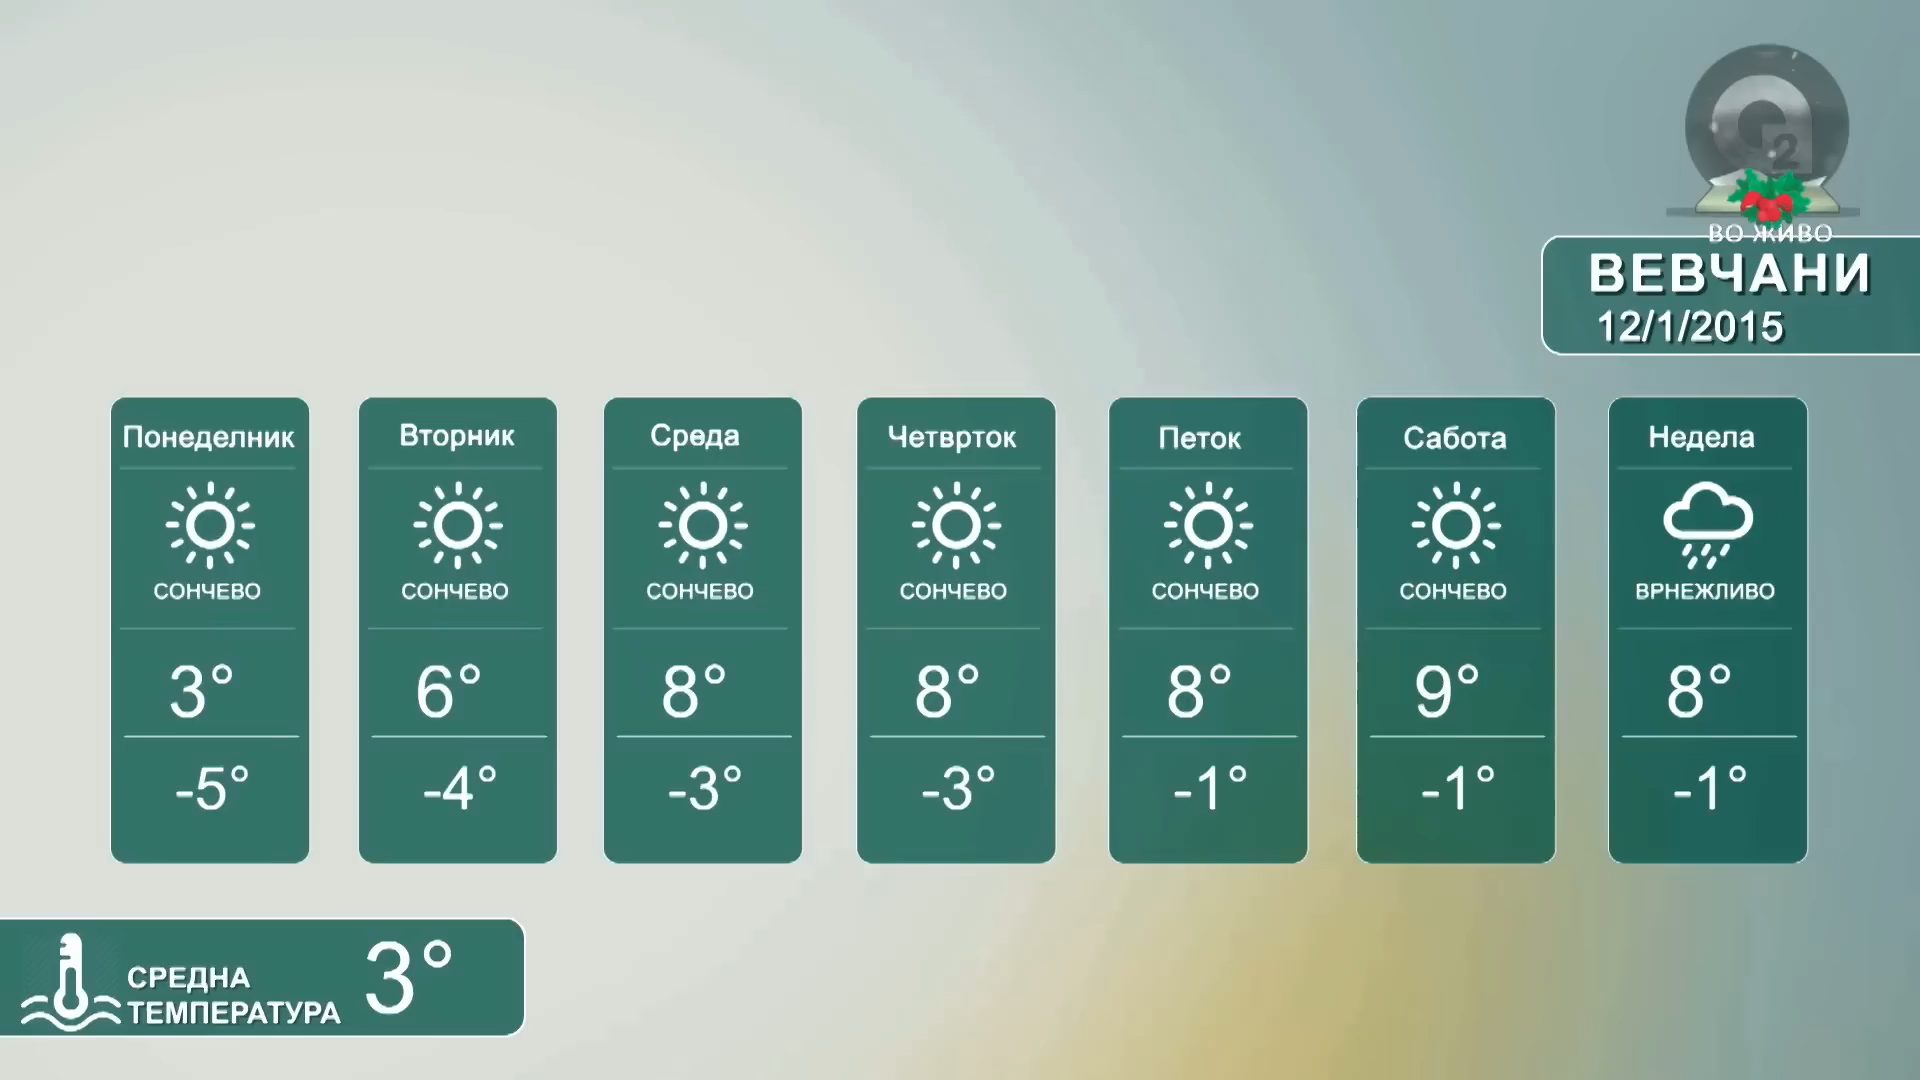 2
ВО ЖИВО
ВЕВЧАНИ
12/1/2015
Понеделник
СОНЧЕВО
3°
-5°
Вторник
СОНЧЕВО
6°
-4°
Среда
СОНЧЕВО
8°
-3°
Четврток
СОНЧЕВО
8°
-3°
Петок
СОНЧЕВО
8°
-1°
Сабота
СОНЧЕВО
9°
-1°
Недела
ВРНЕЖЛИВО
8°
-1°
СРЕДНА
ТЕМПЕРАТУРА
3°